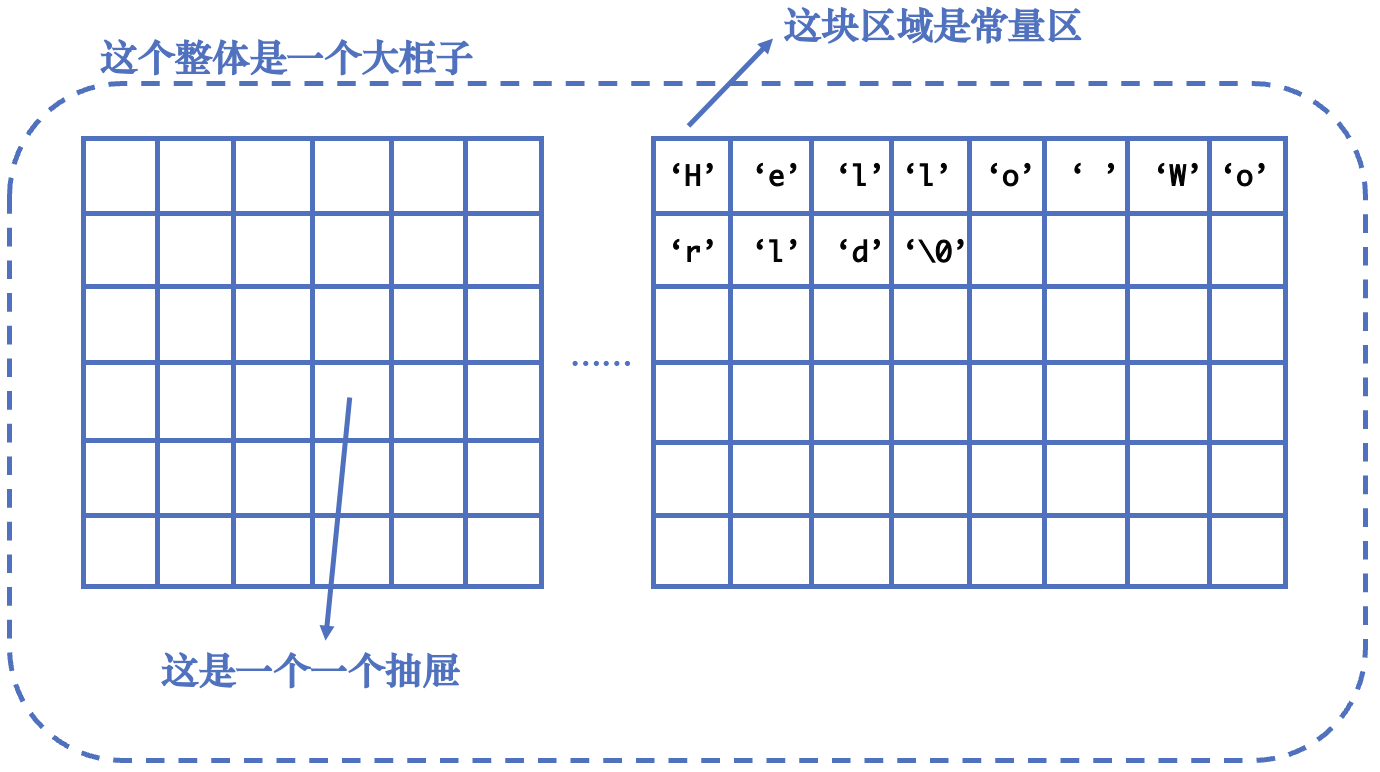 这块区域是常量区
这个整体是一个大柜子
‘H’ ‘e’ ‘l’ ‘l’ ‘o’ ‘ ’ ‘W’ ‘o’
‘r’ ‘l’ ‘d’ ‘\0’
……
这是一个一个抽屉